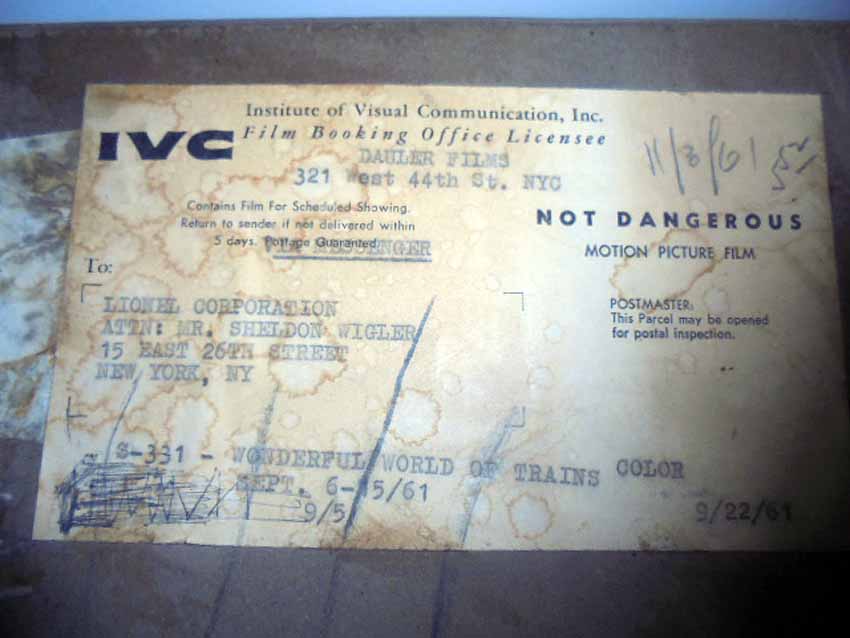 IVC
Institute of Visual Communication, Inc.
Film Booking Office Licensee
DAULER FILMS
321 West 44th St. NYC
11/3/61
Contains Film For Scheduled Showing.
Return to sender if not delivered within
5 days. Postage Guaranteed.
MESSENGER
NOT DANGEROUS
MOTION PICTURE FILM
POSTMASTER:
This Parcel may be opened
for postal inspection.
To:
LIONEL CORPORATION
ATTN: MR. SHELDON WIGLER
15 EAST 26TH STREET
NEW YORK, NY
S-331 - WONDERFUL WORLD OF TRAINS COLOR
SEPT. 6-15/61
9/5
9/22/61